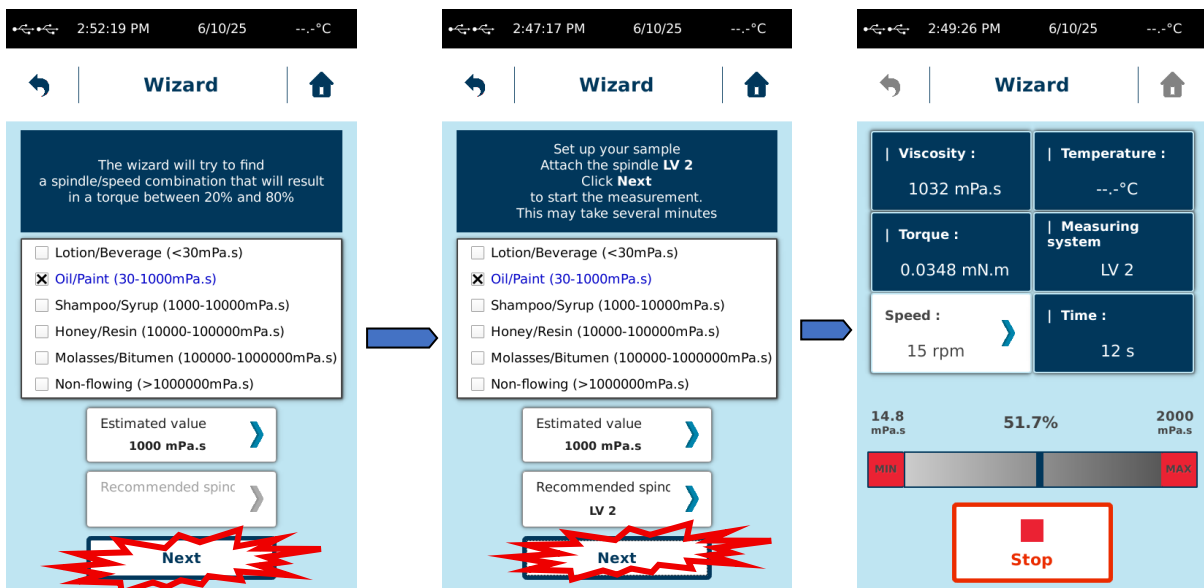 2:52:19 PM 6/10/25 --.-°C
Wizard
The wizard will try to find
a spindle/speed combination that will result
in a torque between 20% and 80%
Lotion/Beverage (<30mPa.s)
Oil/Paint (30-1000mPa.s)
Shampoo/Syrup (1000-10000mPa.s)
Honey/Resin (10000-100000mPa.s)
Molasses/Bitumen (100000-1000000mPa.s)
Non-flowing (>1000000mPa.s)
Estimated value
1000 mPa.s
Recommended spinc
Next
2:47:17 PM 6/10/25 --.-°C
Wizard
Set up your sample
Attach the spindle LV 2
Click Next
to start the measurement.
This may take several minutes
Lotion/Beverage (<30mPa.s)
Oil/Paint (30-1000mPa.s)
Shampoo/Syrup (1000-10000mPa.s)
Honey/Resin (10000-100000mPa.s)
Molasses/Bitumen (100000-1000000mPa.s)
Non-flowing (>1000000mPa.s)
Estimated value
1000 mPa.s
Recommended spinc
LV 2
Next
2:49:26 PM 6/10/25 --.-°C
Wizard
| Viscosity :
1032 mPa.s
| Temperature :
--.-°C
| Torque :
0.0348 mN.m
| Measuring
system
LV 2
Speed :
15 rpm
| Time :
12 s
14.8
mPa.s
51.7%
2000
mPa.s
MIN
MAX
Stop